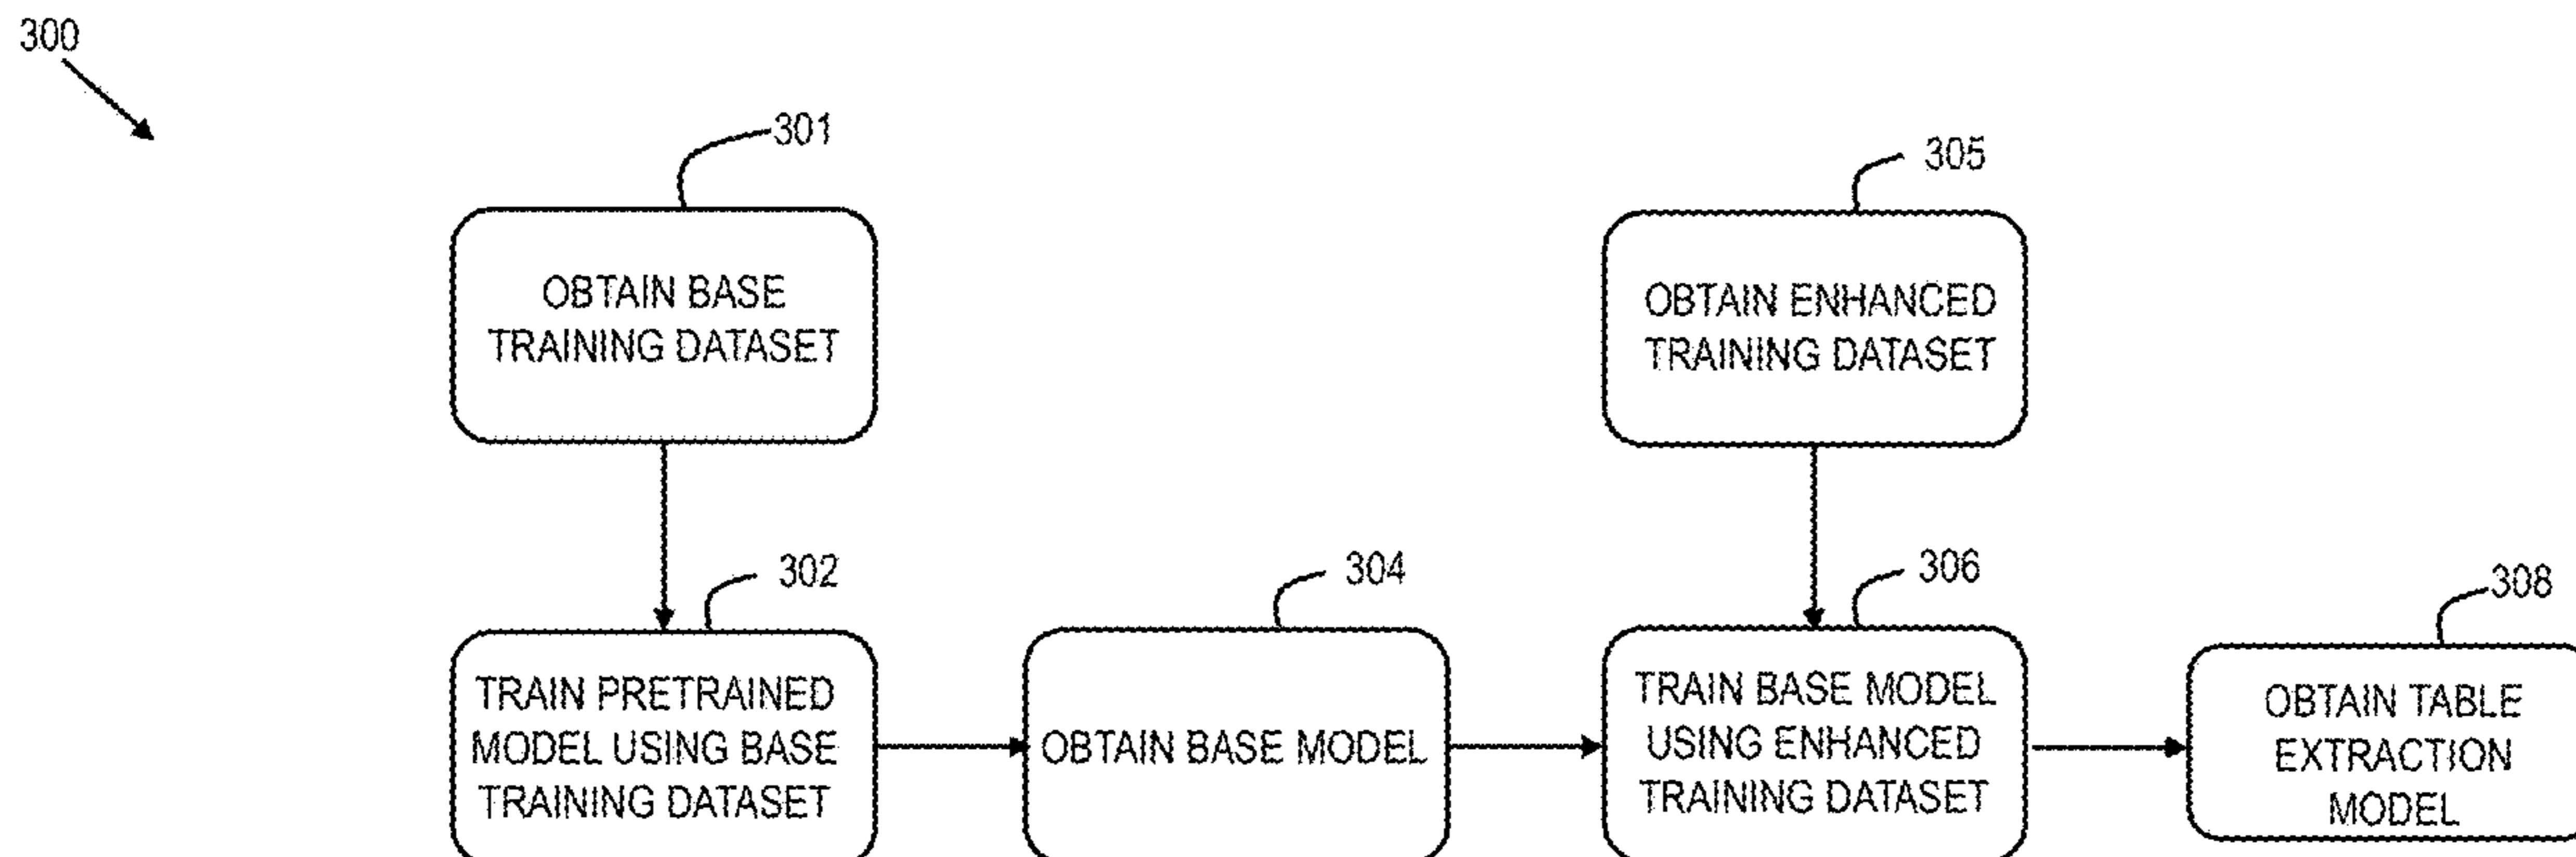 300
301
305
OBTAIN BASE
TRAINING DATASET
OBTAIN ENHANCED
TRAINING DATASET
302
304
306
308
TRAIN PRETRAINED
MODEL USING BASE
TRAINING DATASET
OBTAIN BASE MODEL
TRAIN BASE MODEL
USING ENHANCED
TRAINING DATASET
OBTAIN TABLE
EXTRACTION
MODEL